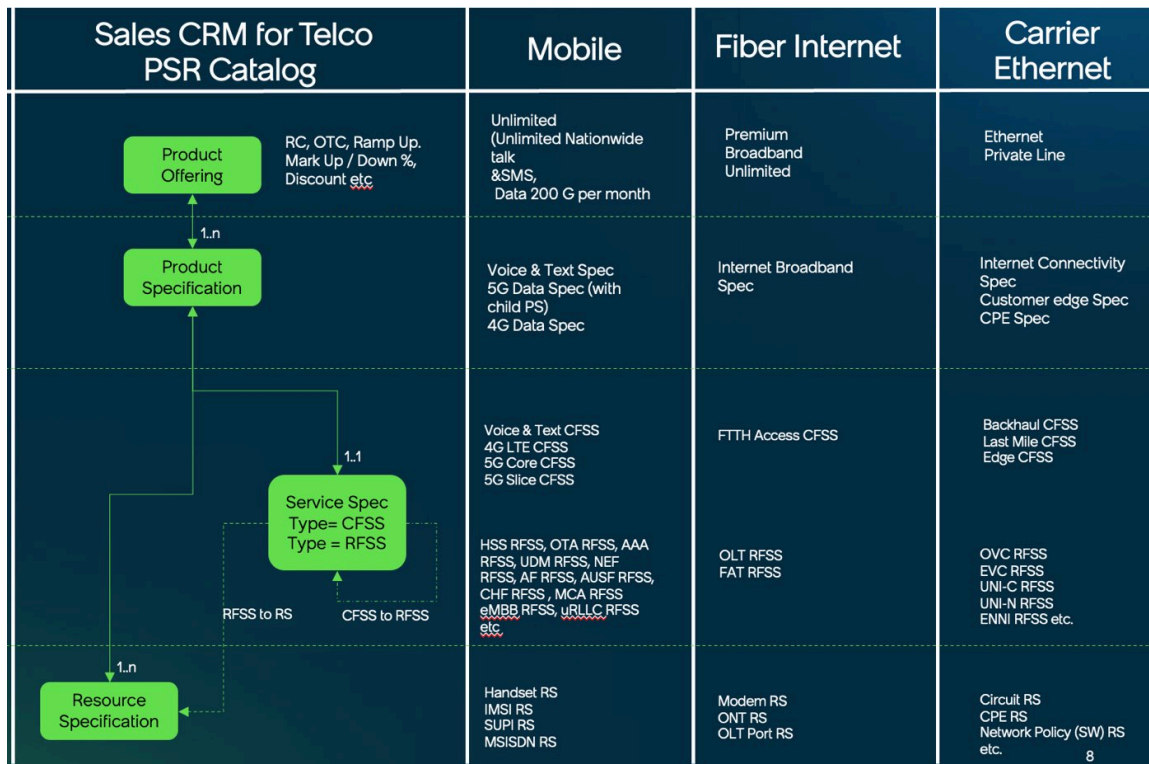 Sales CRM for Telco
PSR Catalog
Mobile
Fiber Internet
Carrier
Ethernet
Product
Offering
RC, OTC, Ramp Up.
Mark Up / Down %,
Discount etc
Unlimited
(Unlimited Nationwide
talk
&SMS,
Data 200 G per month
Premium
Broadband
Unlimited
Ethernet
Private Line
1..n
Product
Specification
Voice & Text Spec
5G Data Spec (with
child PS)
4G Data Spec
Internet Broadband
Spec
Internet Connectivity
Spec
Customer edge Spec
CPE Spec
1..1
Service Spec
Type= CFSS
Type = RFSS
Voice & Text CFSS
4G LTE CFSS
5G Core CFSS
5G Slice CFSS
FTTH Access CFSS
Backhaul CFSS
Last Mile CFSS
Edge CFSS
RFSS to RS
CFSS to RFSS
HSS RFSS, OTA RFSS, AAA
RFSS, UDM RFSS, NEF
RFSS, AF RFSS, AUSF RFSS,
CHF RFSS , MCA RFSS
eMBB RFSS, uRLLC RFSS
etc
OLT RFSS
FAT RFSS
OVC RFSS
EVC RFSS
UNI-C RFSS
UNI-N RFSS
ENNI RFSS etc.
1..n
Resource
Specification
Handset RS
IMSI RS
SUPI RS
MSISDN RS
Modem RS
ONT RS
OLT Port RS
Circuit RS
CPE RS
Network Policy (SW) RS
etc.
8